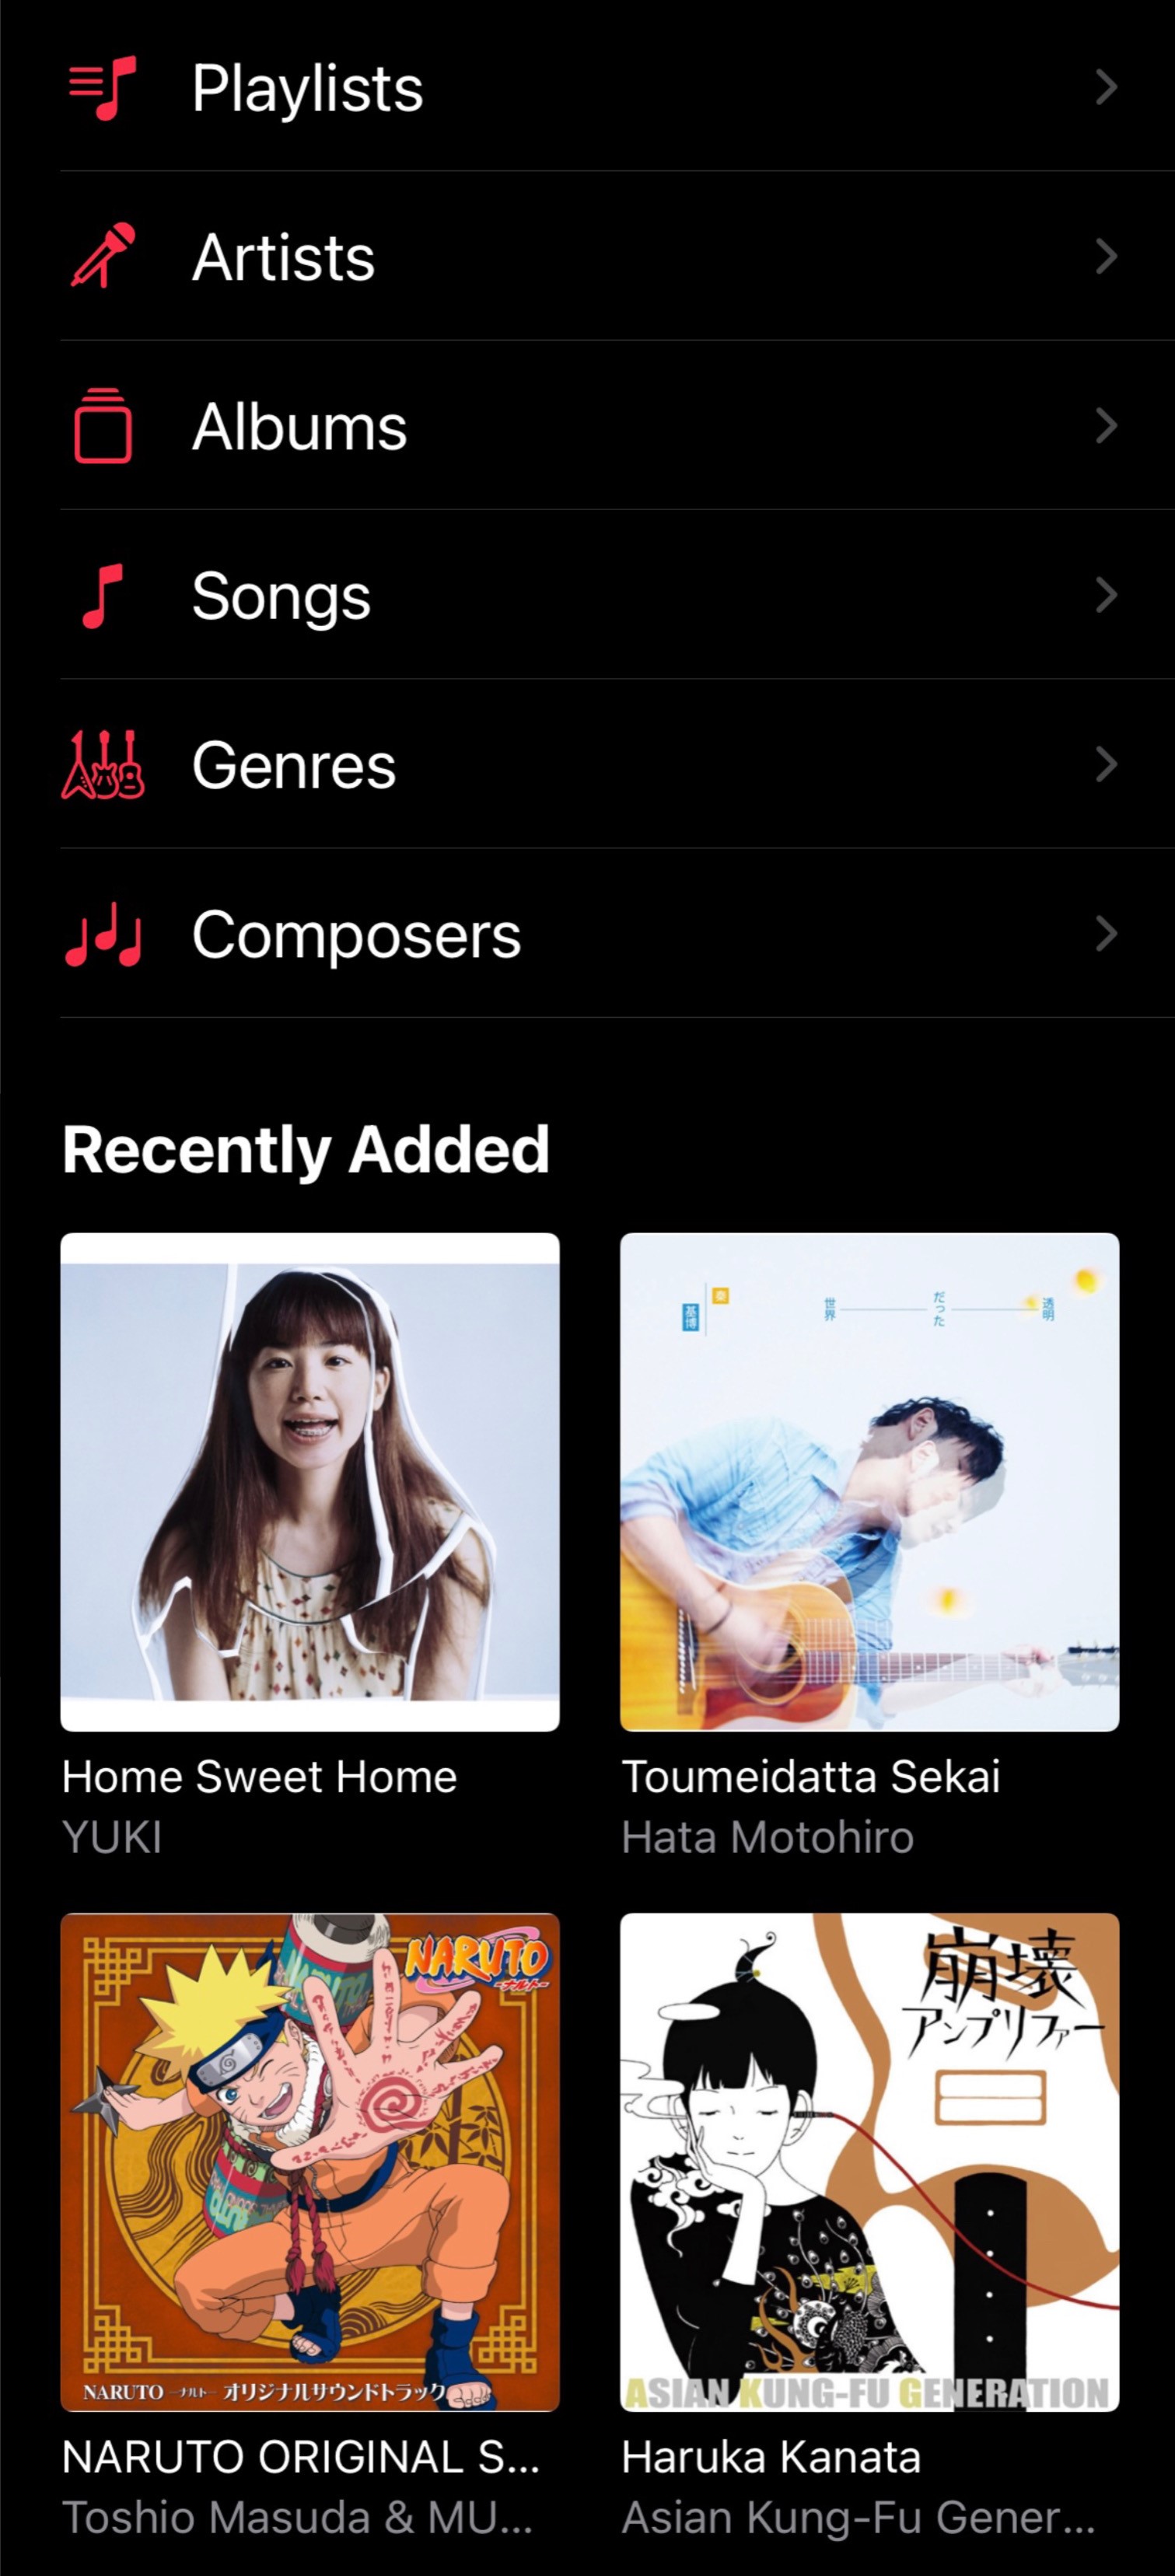 Playlists
Artists
Albums
Songs
Genres
Composers
Recently Added
秦
基博
世界
だった
透明
Home Sweet Home
YUKI
Toumeidatta Sekai
Hata Motohiro
NARUTO
-ナルト-
NARUTO -ナルト- オリジナルサウンドトラック
崩壊
アンプリファー
ASIAN KUNG-FU GENERATION
NARUTO ORIGINAL S...
Toshio Masuda & MU...
Haruka Kanata
Asian Kung-Fu Gener...